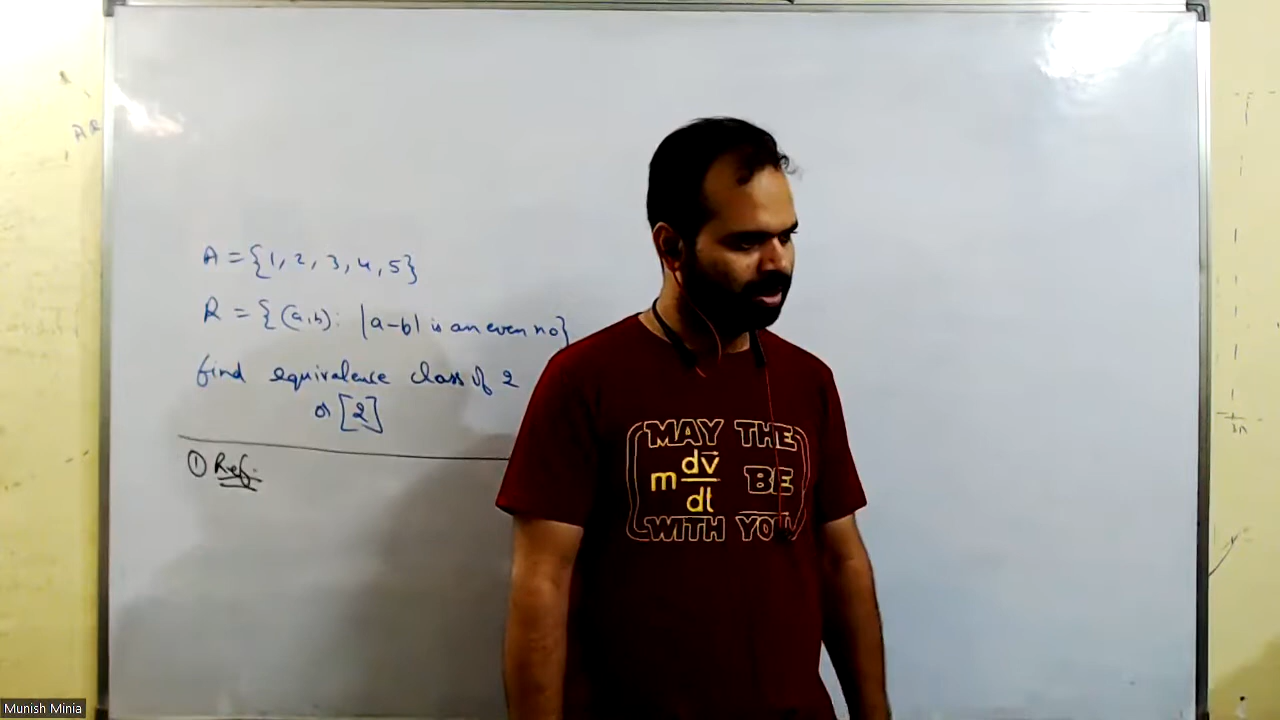 A = {1, 2, 3, 4, 5}
R = {(a,b): |a-b| is an even no}
find equivalence class of 2
or [2]
① Ref:-
MAY THE
m dv/dt BE
WITH YOU
Munish Minia